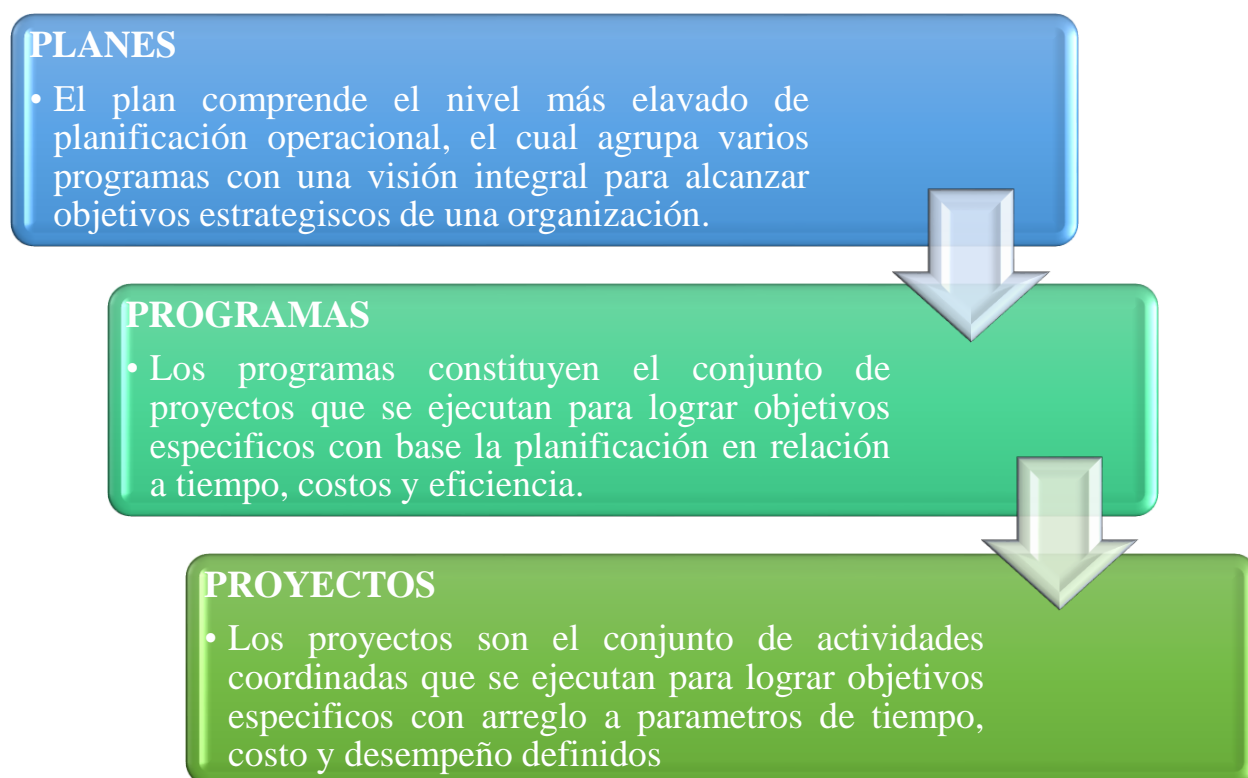 PLANES
• El plan comprende el nivel más elavado de
planificación operacional, el cual agrupa varios
programas con una visión integral para alcanzar
objetivos estrategiscos de una organización.
PROGRAMAS
• Los programas constituyen el conjunto de
proyectos que se ejecutan para lograr objetivos
especificos con base la planificación en relación
a tiempo, costos y eficiencia.
PROYECTOS
• Los proyectos son el conjunto de actividades
coordinadas que se ejecutan para lograr objetivos
especificos con arreglo a parametros de tiempo,
costo y desempeño definidos